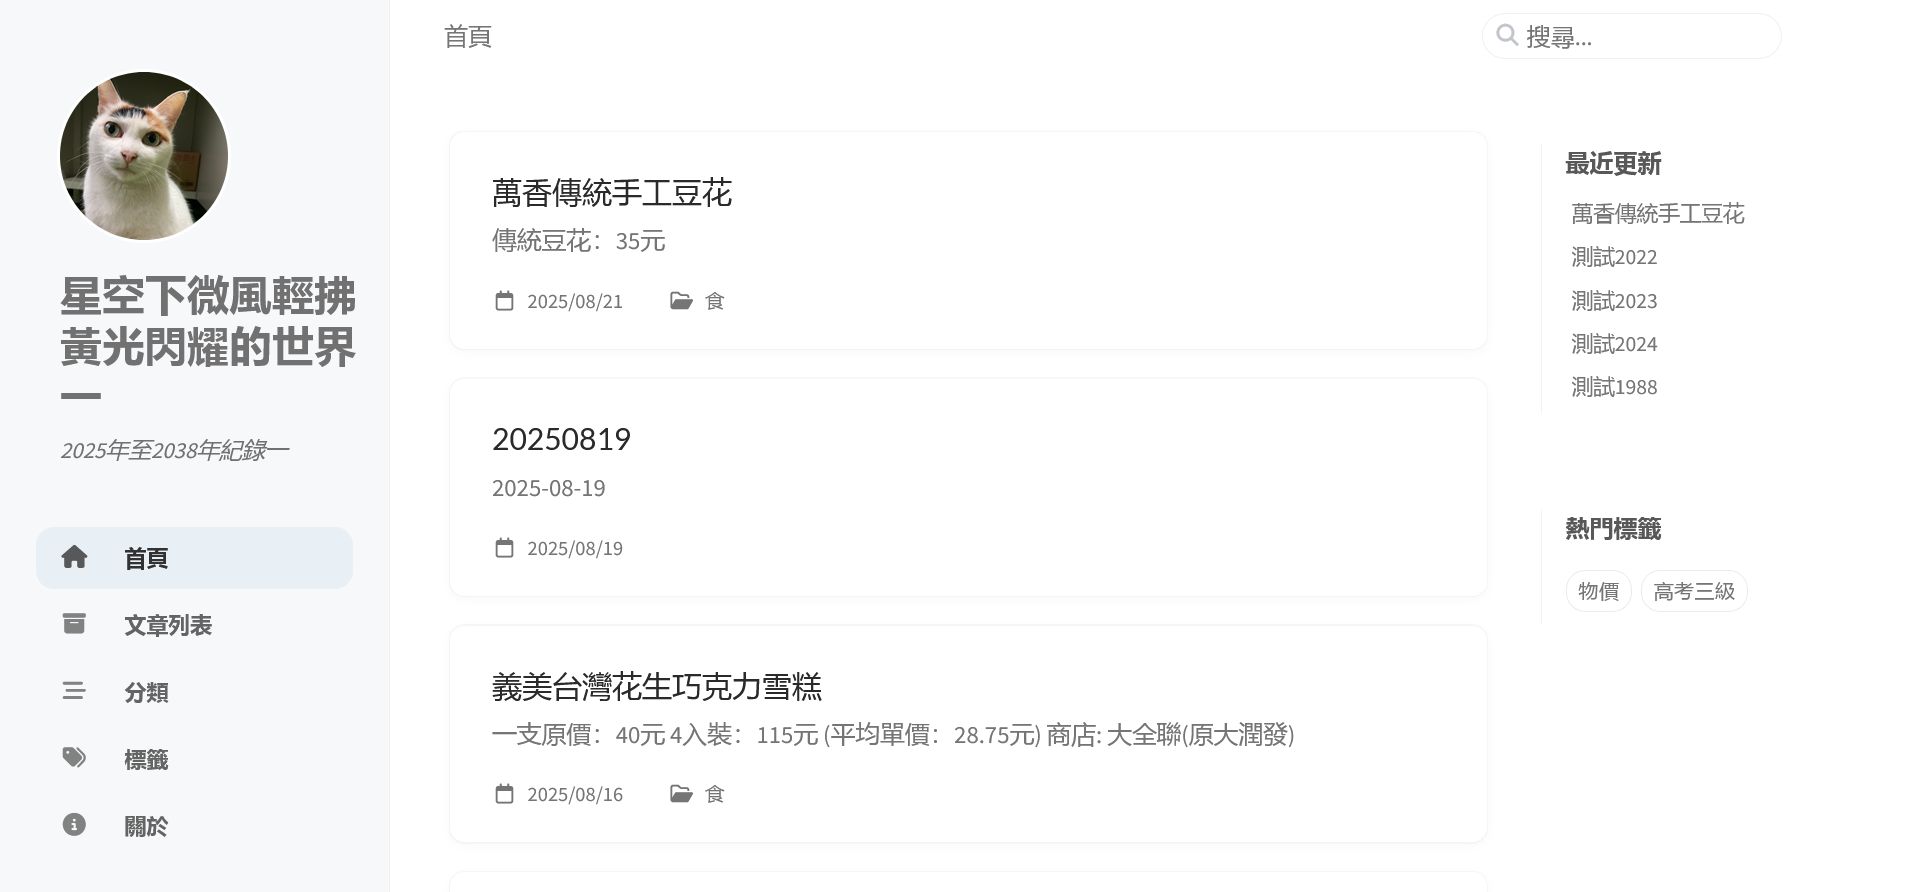 星空下微風輕拂
黃光閃耀的世界
一
2025年至2038年紀錄一
首頁
文章列表
分類
標籤
關於
首頁
搜尋...
萬香傳統手工豆花
傳統豆花：35元
2025/08/21 食
20250819
2025-08-19
2025/08/19
義美台灣花生巧克力雪糕
一支原價：40元 4入裝：115元 (平均單價：28.75元) 商店: 大全聯(原大潤發)
2025/08/16 食
最近更新
萬香傳統手工豆花
測試2022
測試2023
測試2024
測試1988
熱門標籤
物價 高考三級